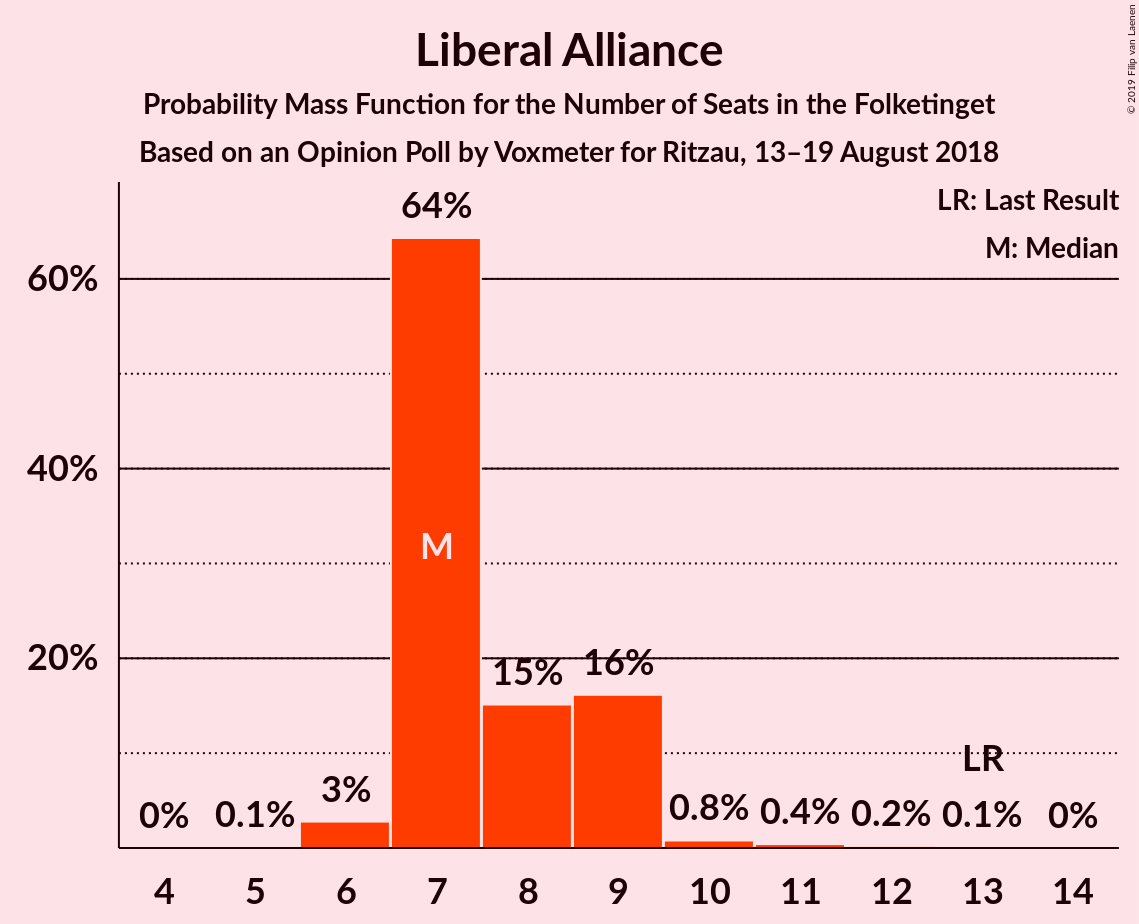 Liberal Alliance
Probability Mass Function for the Number of Seats in the Folketinget
Based on an Opinion Poll by Voxmeter for Ritzau, 13–19 August 2018
© 2019 Filip van Laenen
LR: Last Result
M: Median
60%
40%
20%
0%
0.1%
3%
64%
M
15%
16%
0.8%
0.4%
0.2%
LR
0.1%
0%
4 5 6 7 8 9 10 11 12 13 14